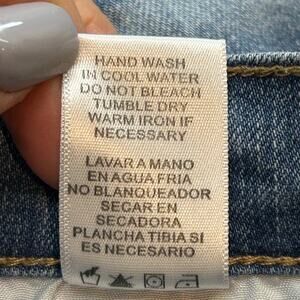 HAND WASH
IN COOL WATER
DO NOT BLEACH
TUMBLE DRY
WARM IRON IF
NECESSARY
LAVAR A MANO
EN AGUA FRIA
NO BLANQUEADOR
SECAR EN
SECADORA
PLANCHA TIBIA SI
ES NECESARIO